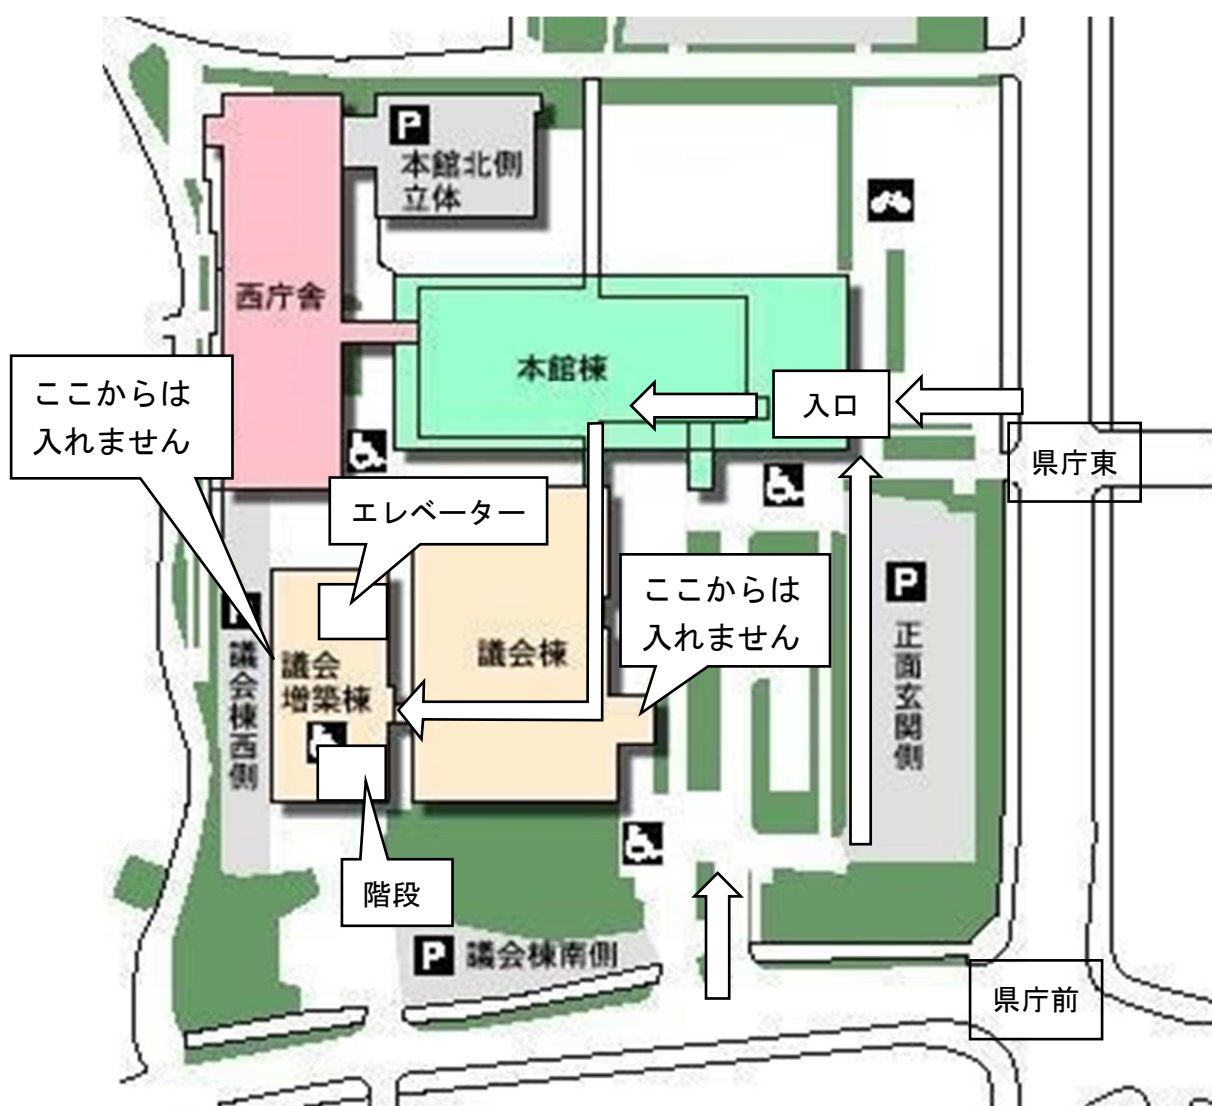 P
本館北側
立体
西庁舎
本館棟
入口
県庁東
ここからは
入れません
エレベーター
ここからは
入れません
P
P
正面玄関側
議会棟西側
議会
増築棟
議会棟
階段
P 議会棟南側
県庁前